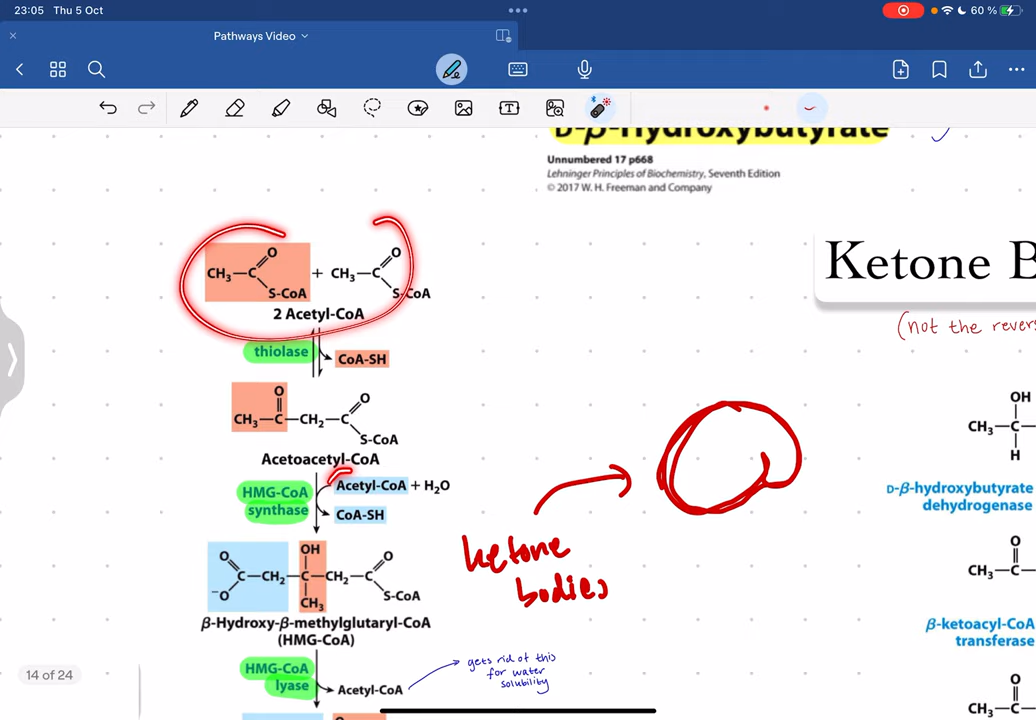 23:05 Thu 5 Oct
60 %
Pathways Video
D-β-Hydroxybutyrate
Unnumbered 17 p668
Lehninger Principles of Biochemistry, Seventh Edition
© 2017 W. H. Freeman and Company
Ketone B
(not the revers
CH₃—C(=O)—S-CoA + CH₃—C(=O)—S-CoA
2 Acetyl-CoA
thiolase
CoA-SH
CH₃—C(=O)—CH₂—C(=O)—S-CoA
Acetoacetyl-CoA
HMG-CoA
synthase
Acetyl-CoA + H₂O
CoA-SH
⁻O—C(=O)—CH₂—C(OH)(CH₃)—CH₂—C(=O)—S-CoA
β-Hydroxy-β-methylglutaryl-CoA
(HMG-CoA)
HMG-CoA
lyase
Acetyl-CoA
gets rid of this
for water
solubility
ketone
bodies
OH
CH₃—C—
H
D-β-hydroxybutyrate
dehydrogenase
O
CH₃—C—
β-ketoacyl-CoA
transferase
O
CH₃—C—
14 of 24